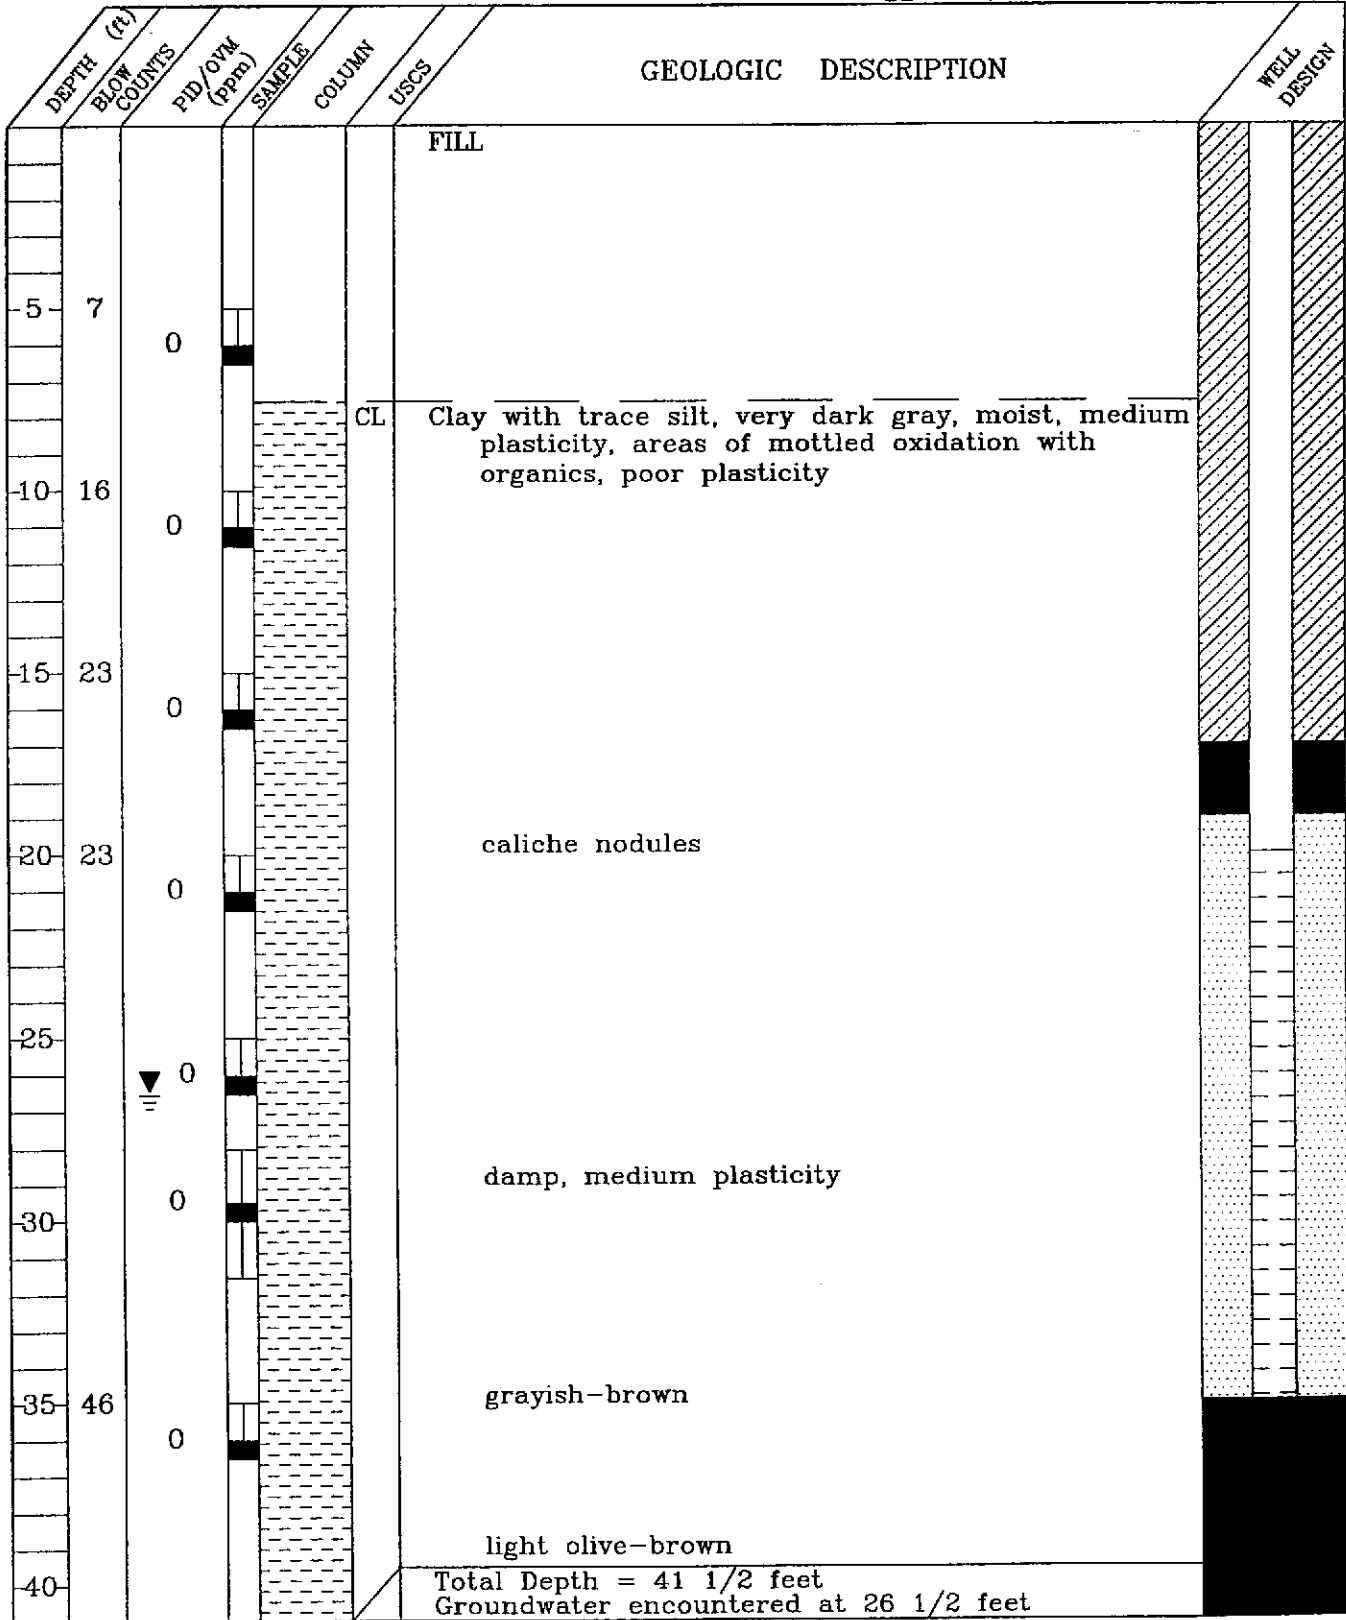 DEPTH (ft)
BLOW COUNTS
PID/OVM (ppm)
SAMPLE
COLUMN
USCS
GEOLOGIC DESCRIPTION
WELL DESIGN
FILL
5 7
0
CL Clay with trace silt, very dark gray, moist, medium
plasticity, areas of mottled oxidation with
organics, poor plasticity
10 16
0
15 23
0
caliche nodules
20 23
0
25
0
damp, medium plasticity
0
30
grayish-brown
35 46
0
light olive-brown
40
Total Depth = 41 1/2 feet
Groundwater encountered at 26 1/2 feet